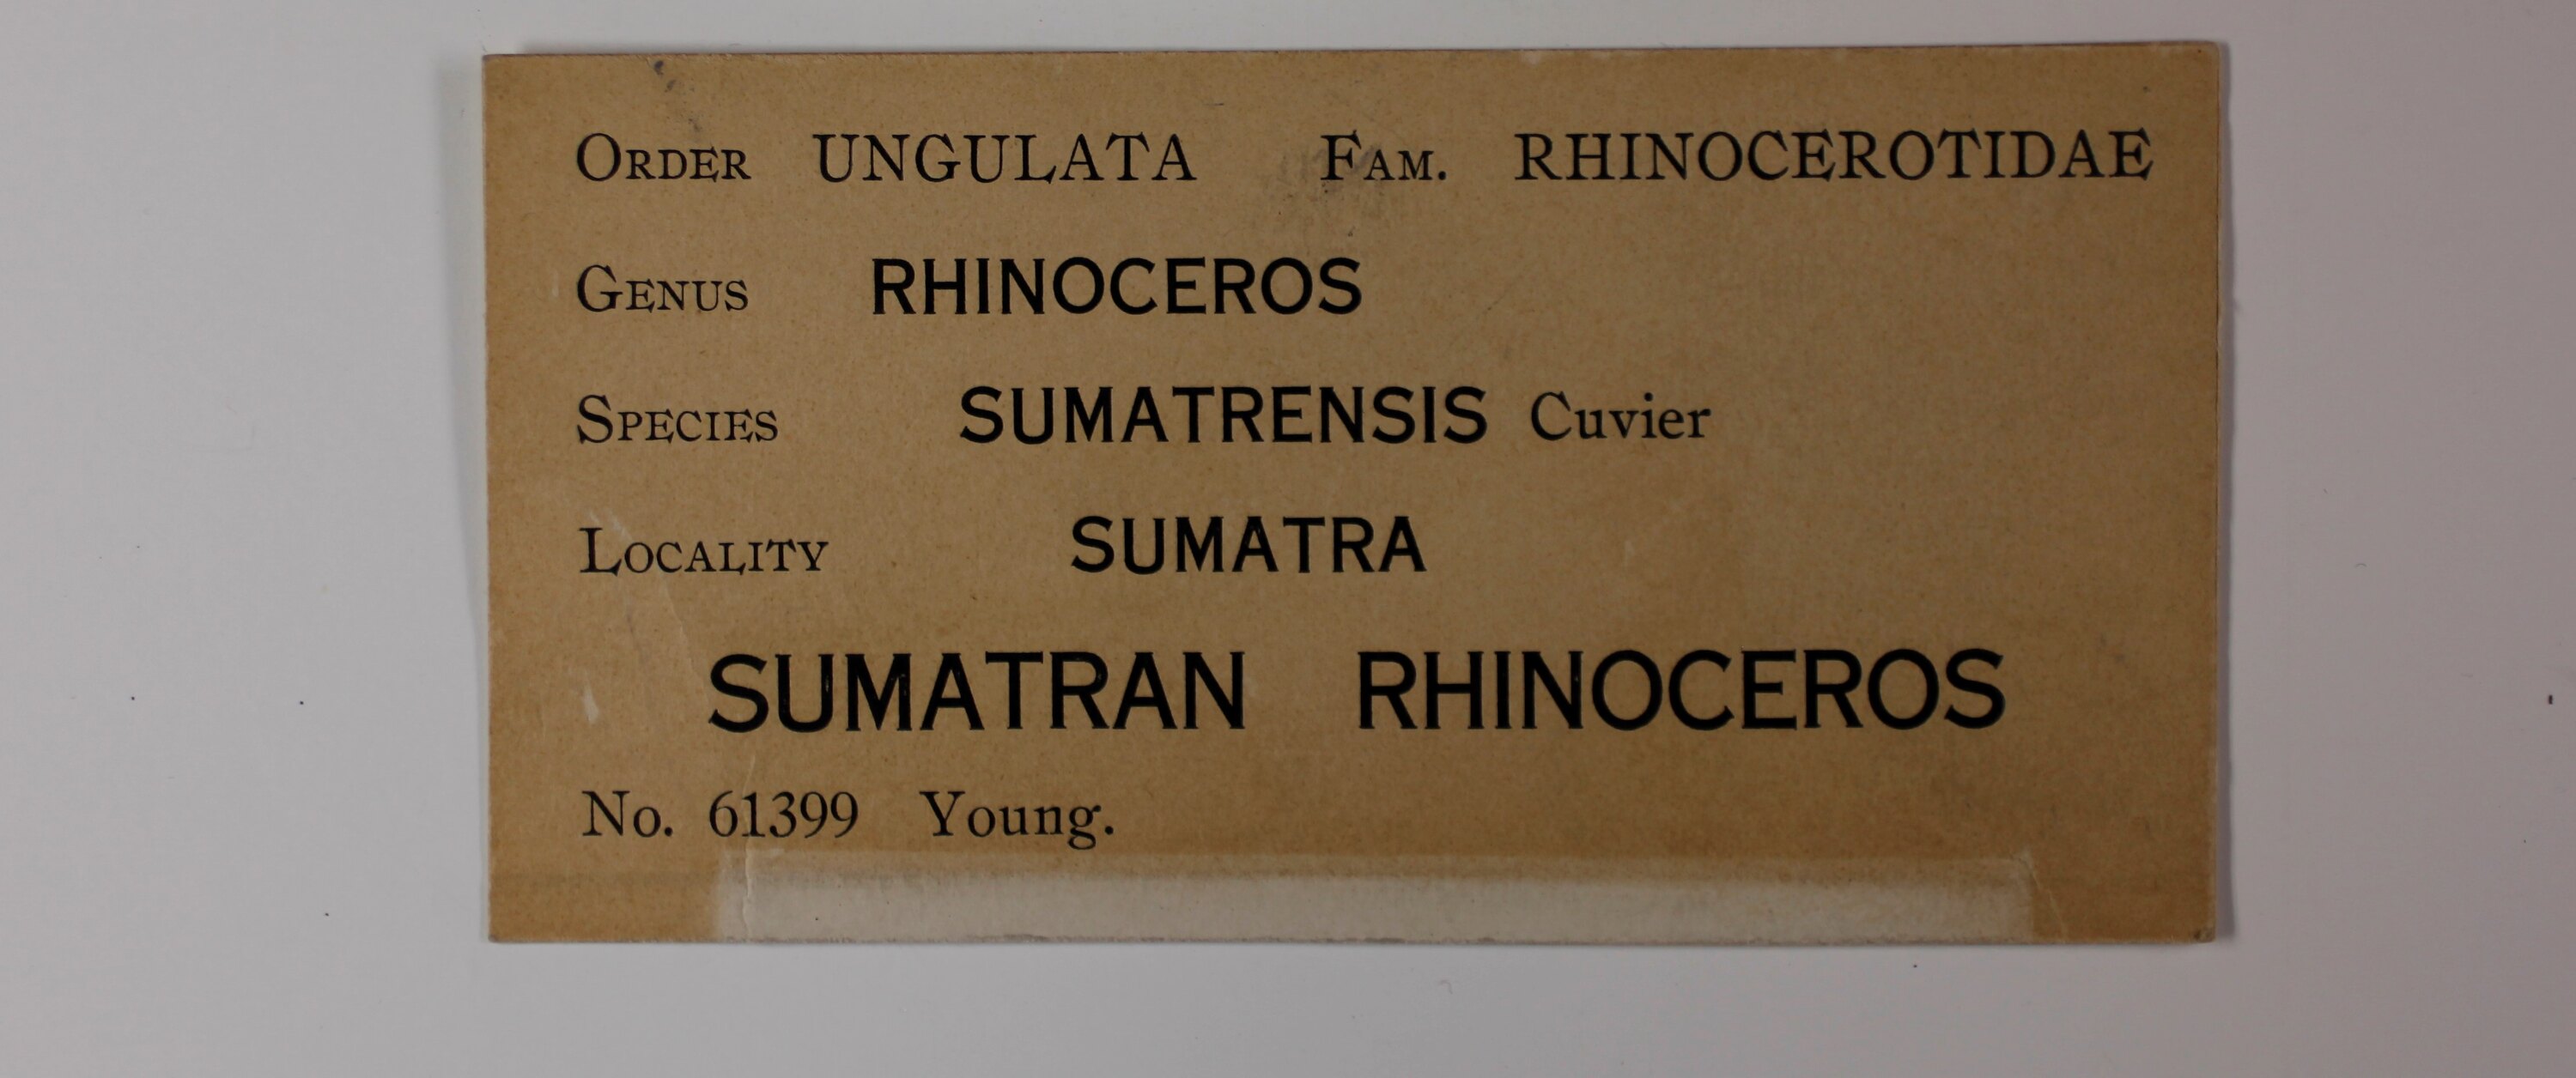 ORDER UNGULATA FAM. RHINOCEROTIDAE
GENUS RHINOCEROS
SPECIES SUMATRENSIS Cuvier
LOCALITY SUMATRA
SUMATRAN RHINOCEROS
No. 61399 Young.